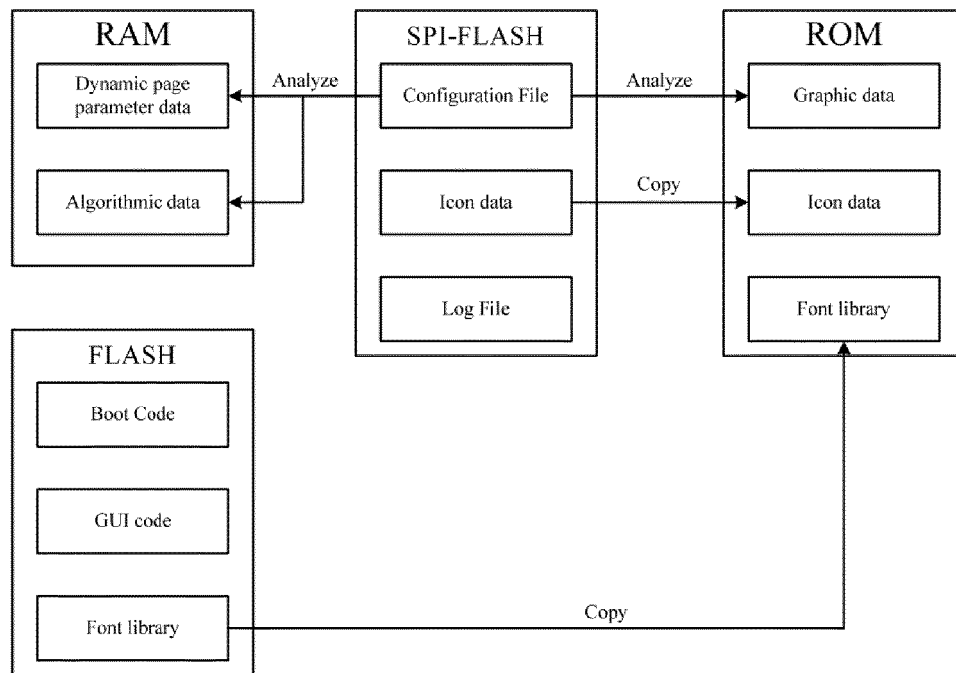 RAM
Dynamic page
parameter data
Algorithmic data
Analyze
SPI-FLASH
Configuration File
Icon data
Log File
Analyze
Copy
ROM
Graphic data
Icon data
Font library
FLASH
Boot Code
GUI code
Font library
Copy